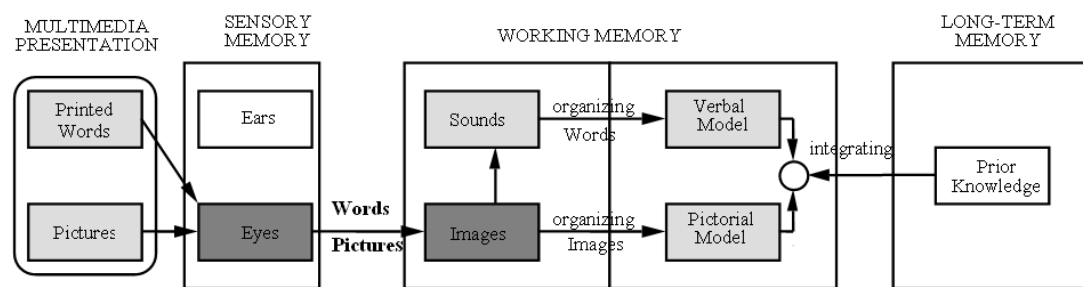 MULTIMEDIA
PRESENTATION
SENSORY
MEMORY
WORKING MEMORY
LONG-TERM
MEMORY
Printed
Words
Ears
Sounds
organizing
Words
Verbal
Model
integrating
Prior
Knowledge
Pictures
Eyes
Words
Pictures
Images
organizing
Images
Pictorial
Model